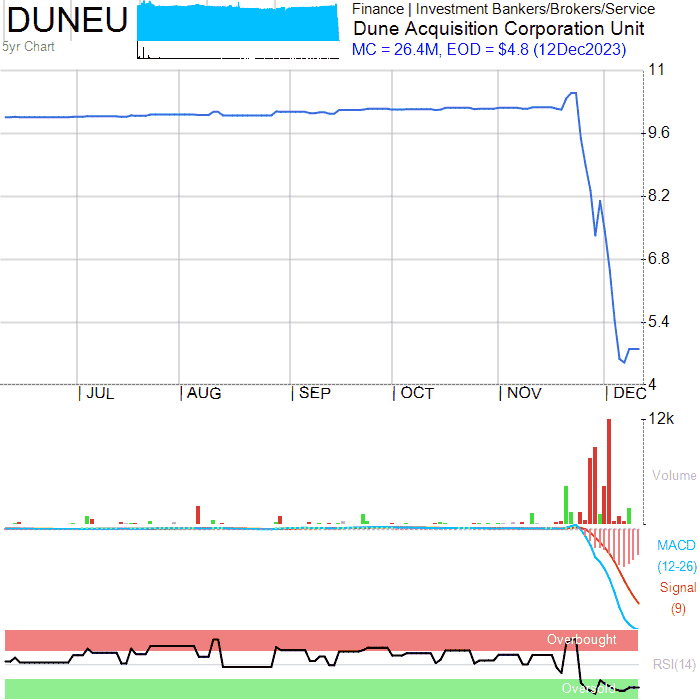 DUNEU
5yr Chart
Finance | Investment Bankers/Brokers/Service
Dune Acquisition Corporation Unit
MC = 26.4M, EOD = $4.8 (12Dec2023)
11
9.6
8.2
6.8
5.4
4
JUL
AUG
SEP
OCT
NOV
DEC
12k
Volume
MACD
(12-26)
Signal
(9)
Overbought
RSI(14)
Oversold